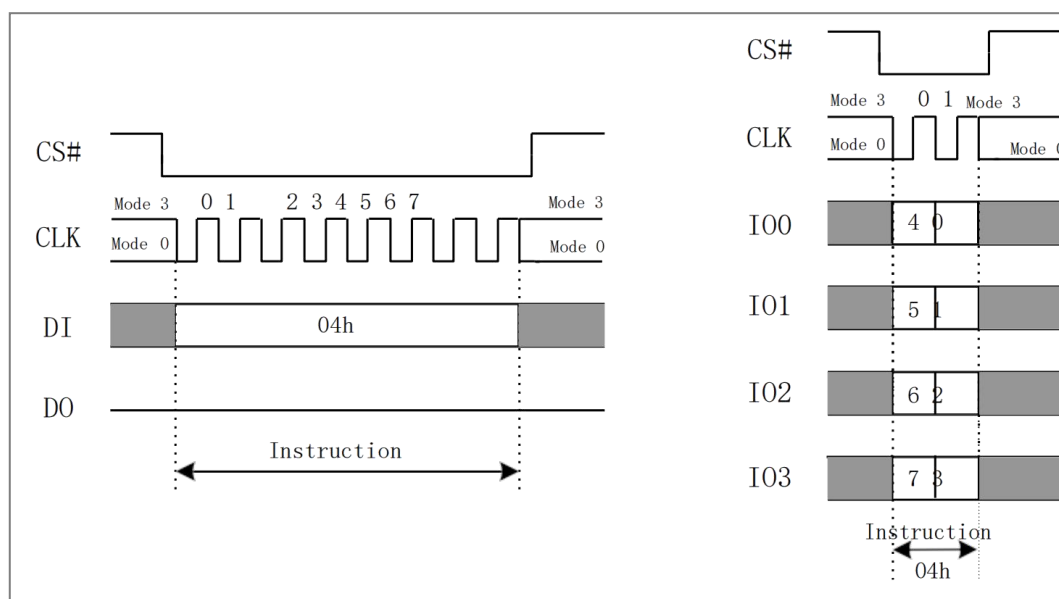 CS#
Mode 3 0 1 2 3 4 5 6 7 Mode 3
CLK
Mode 0 Mode 0
DI 04h
DO
Instruction
CS#
Mode 3 0 1 Mode 3
CLK
Mode 0 Mode 0
IO0 4 0
IO1 5 1
IO2 6 2
IO3 7 3
Instruction
04h